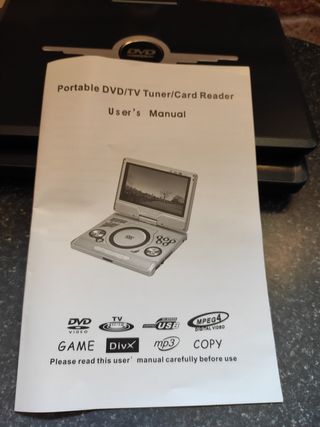 DVD
Portable DVD/TV Tuner/Card Reader
User's Manual
DVD VIDEO TV USB MPEG4 DIGITAL VIDEO
GAME DivX mp3 COPY
Please read this user' manual carefully before use